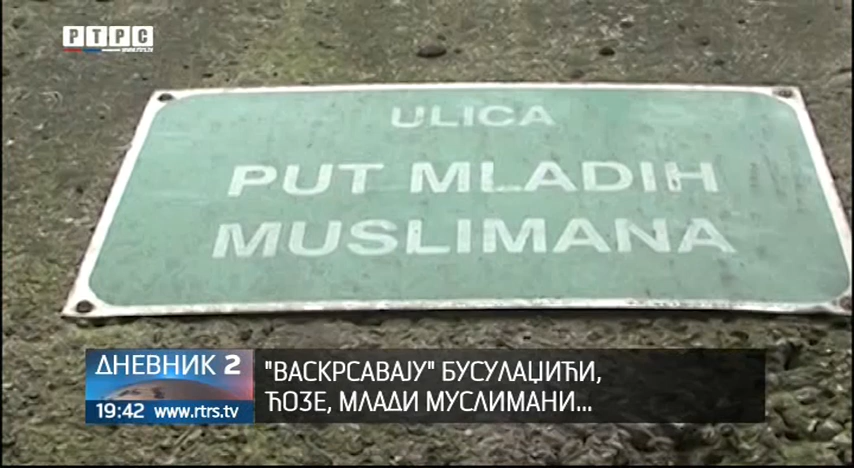 РТРС
www.rtrs.tv
ULICA
PUT MLADIH
MUSLIMANA
ДНЕВНИК 2
19:42 www.rtrs.tv
"ВАСКРСАВАЈУ" БУСУЛАЏИЋИ,
ЋОЗЕ, МЛАДИ МУСЛИМАНИ...